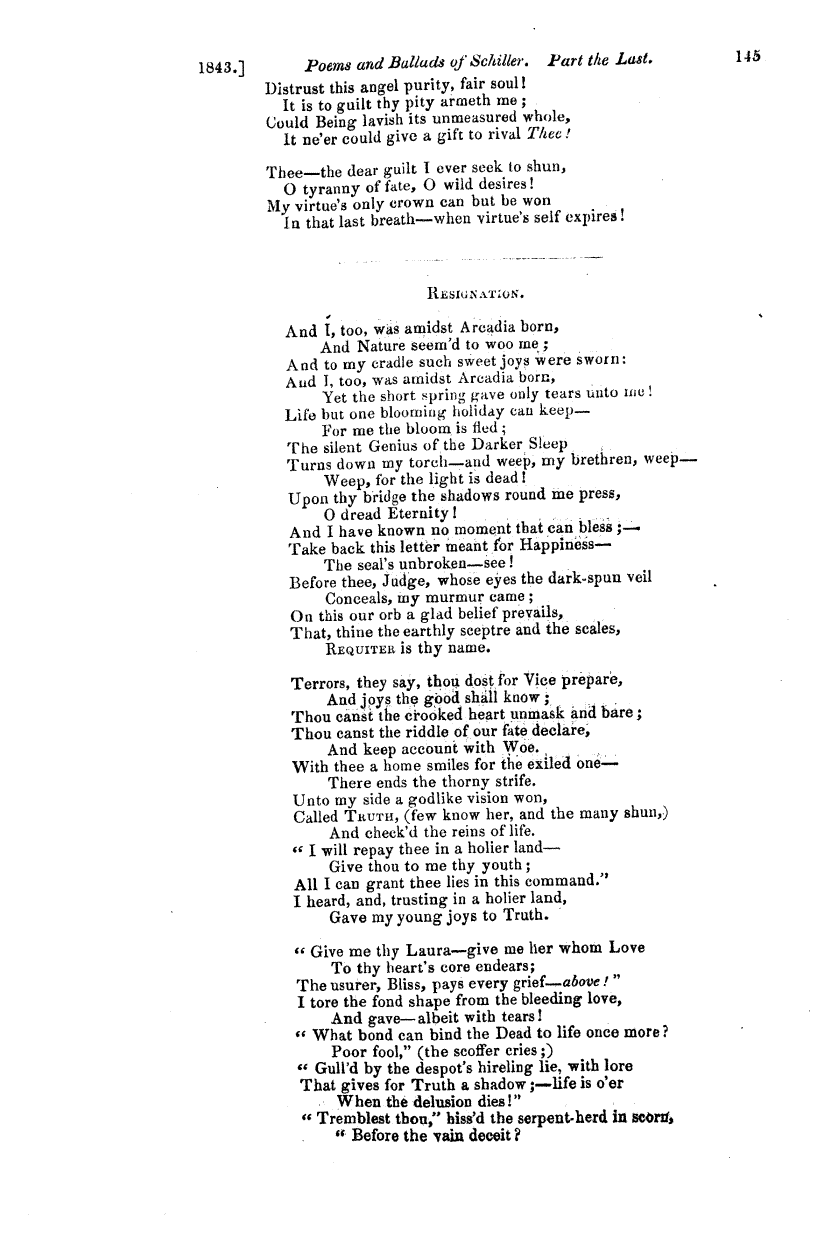 1843.] Poems and Ballads of Schiller. Part the Last. 145
Distrust this angel purity, fair soul!
It is to guilt thy pity armeth me;
Could Being lavish its unmeasured whole,
It ne'er could give a gift to rival Thee!
Thee—the dear guilt I ever seek to shun,
O tyranny of fate, O wild desires!
My virtue's only crown can but be won
In that last breath—when virtue's self expires!
RESIGNATION.
And I, too, was amidst Arcadia born,
And Nature seem'd to woo me;
And to my cradle such sweet joys were sworn:
And I, too, was amidst Arcadia born,
Yet the short spring gave only tears unto me!
Life but one blooming holiday can keep—
For me the bloom is fled;
The silent Genius of the Darker Sleep
Turns down my torch—and weep, my brethren, weep—
Weep, for the light is dead!
Upon thy bridge the shadows round me press,
O dread Eternity!
And I have known no moment that can bless;—
Take back this letter meant for Happiness—
The seal's unbroken—see!
Before thee, Judge, whose eyes the dark-spun veil
Conceals, my murmur came;
On this our orb a glad belief prevails,
That, thine the earthly sceptre and the scales,
REQUITER is thy name.
Terrors, they say, thou dost for Vice prepare,
And joys the good shall know;
Thou canst the crooked heart unmask and bare;
Thou canst the riddle of our fate declare,
And keep account with Woe.
With thee a home smiles for the exiled one—
There ends the thorny strife.
Unto my side a godlike vision won,
Called TRUTH, (few know her, and the many shun,)
And check'd the reins of life.
"I will repay thee in a holier land—
Give thou to me thy youth;
All I can grant thee lies in this command."
I heard, and, trusting in a holier land,
Gave my young joys to Truth.
"Give me thy Laura—give me her whom Love
To thy heart's core endears;
The usurer, Bliss, pays every grief—above!"
I tore the fond shape from the bleeding love,
And gave—albeit with tears!
"What bond can bind the Dead to life once more?
Poor fool," (the scoffer cries;)
"Gull'd by the despot's hireling lie, with lore
That gives for Truth a shadow;—life is o'er
When the delusion dies!"
"Tremblest thou," hiss'd the serpent-herd in scorn,
"Before the vain deceit?